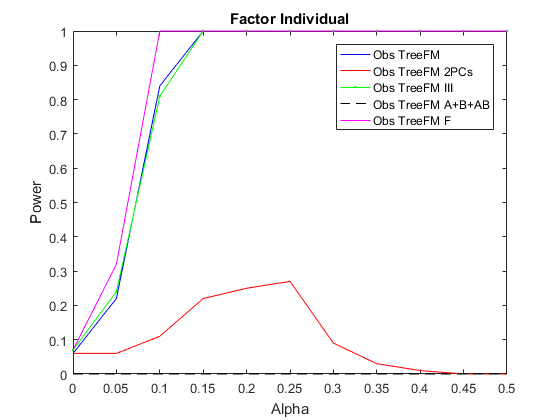 Factor Individual
Obs TreeFM
Obs TreeFM 2PCs
Obs TreeFM III
Obs TreeFM A+B+AB
Obs TreeFM F
Power
1
0.9
0.8
0.7
0.6
0.5
0.4
0.3
0.2
0.1
0
0 0.05 0.1 0.15 0.2 0.25 0.3 0.35 0.4 0.45 0.5
Alpha